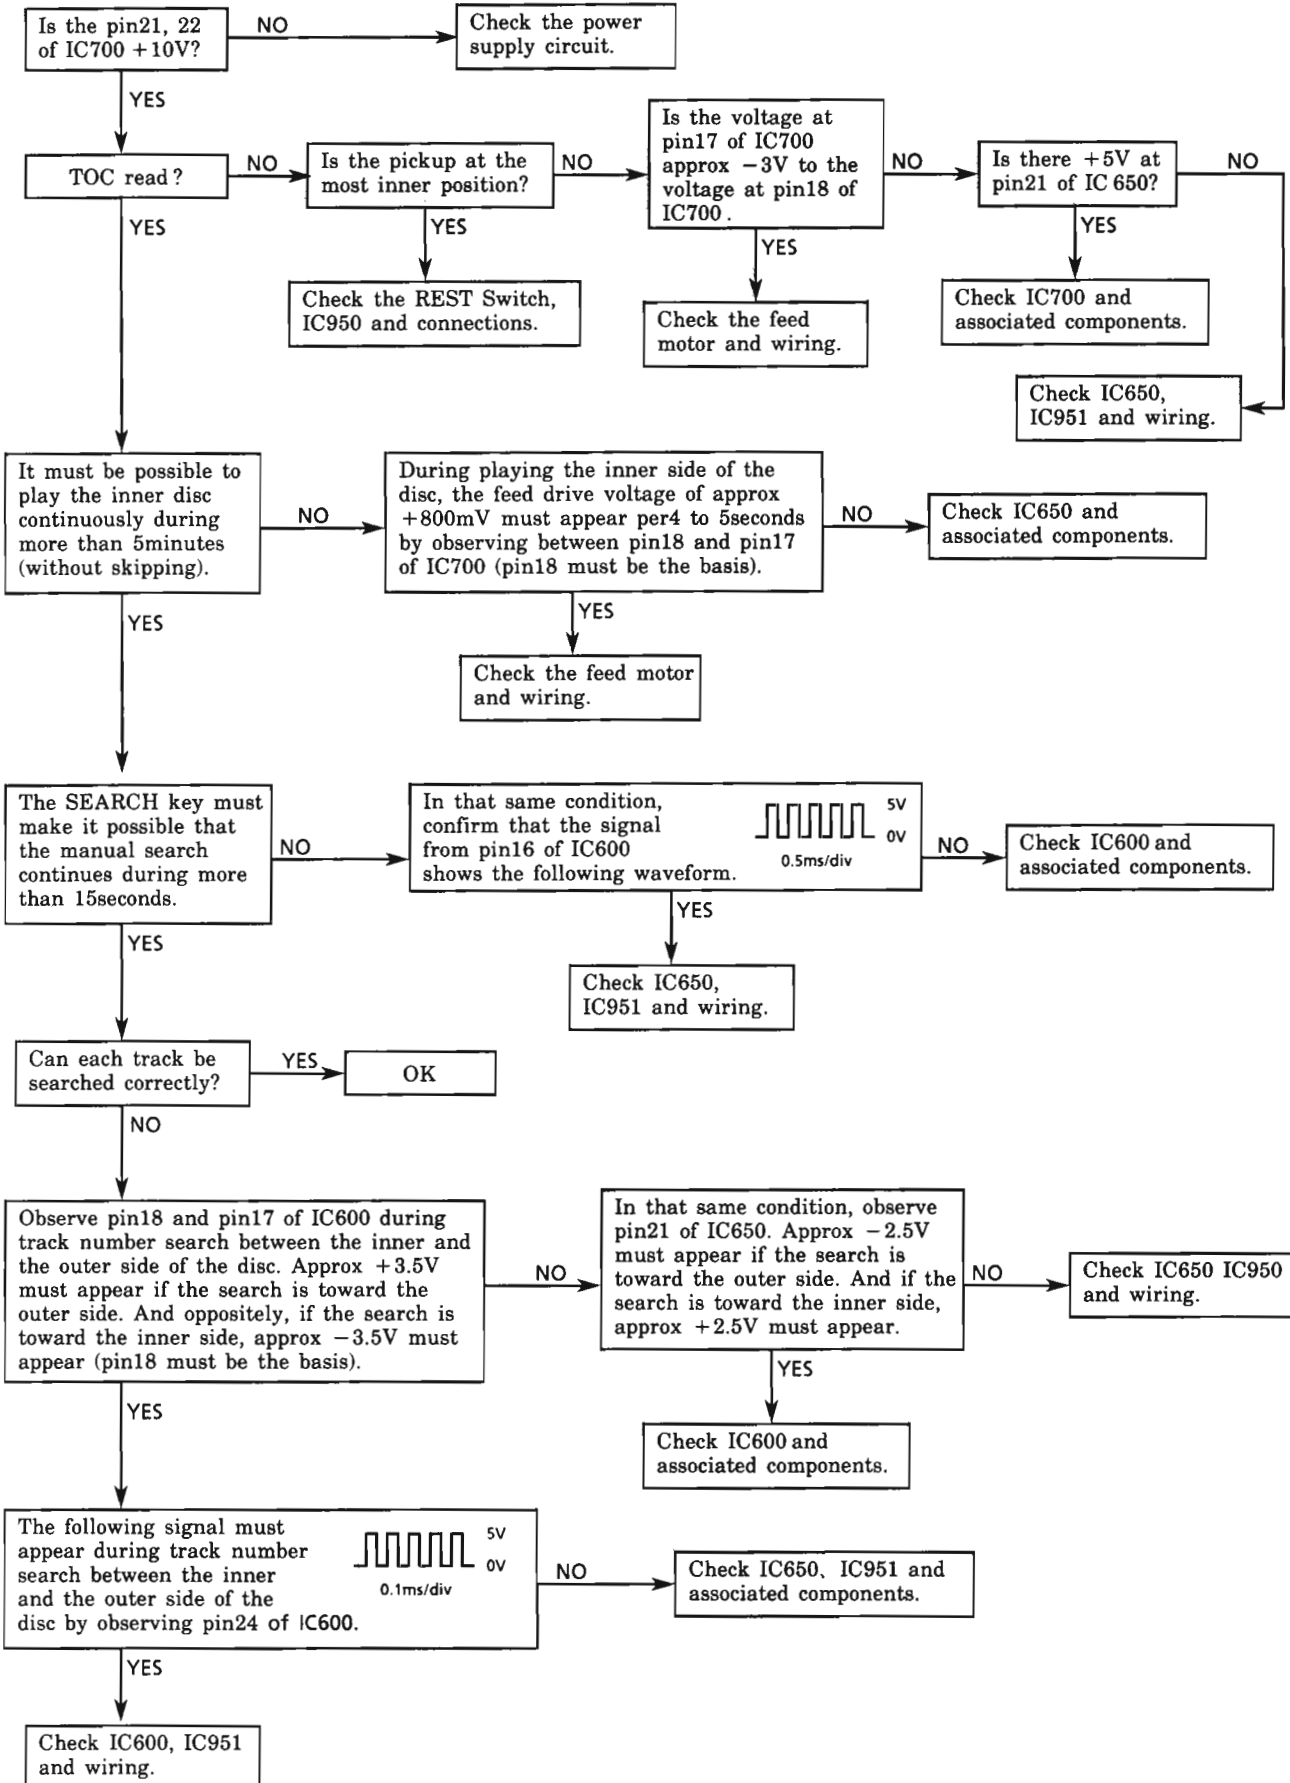 Is the pin21, 22
of IC700 +10V?
NO
Check the power
supply circuit.
YES
TOC read?
NO
Is the pickup at the
most inner position?
NO
Is the voltage at
pin17 of IC700
approx −3V to the
voltage at pin18 of
IC700.
NO
Is there +5V at
pin21 of IC 650?
NO
YES
YES
YES
YES
Check the REST Switch,
IC950 and connections.
Check the feed
motor and wiring.
Check IC700 and
associated components.
Check IC650,
IC951 and wiring.
It must be possible to
play the inner disc
continuously during
more than 5minutes
(without skipping).
NO
During playing the inner side of the
disc, the feed drive voltage of approx
+800mV must appear per4 to 5seconds
by observing between pin18 and pin17
of IC700 (pin18 must be the basis).
NO
Check IC650 and
associated components.
YES
YES
Check the feed motor
and wiring.
The SEARCH key must
make it possible that
the manual search
continues during more
than 15seconds.
NO
In that same condition,
confirm that the signal
from pin16 of IC600
shows the following waveform.
5V
0V
0.5ms/div
NO
Check IC600 and
associated components.
YES
YES
Check IC650,
IC951 and wiring.
Can each track be
searched correctly?
YES
OK
NO
Observe pin18 and pin17 of IC600 during
track number search between the inner and
the outer side of the disc. Approx +3.5V
must appear if the search is toward the
outer side. And oppositely, if the search is
toward the inner side, approx −3.5V must
appear (pin18 must be the basis).
NO
In that same condition, observe
pin21 of IC650. Approx −2.5V
must appear if the search is
toward the outer side. And if the
search is toward the inner side,
approx +2.5V must appear.
NO
Check IC650 IC950
and wiring.
YES
YES
Check IC600 and
associated components.
The following signal must
appear during track number
search between the inner
and the outer side of the
disc by observing pin24 of IC600.
5V
0V
0.1ms/div
NO
Check IC650, IC951 and
associated components.
YES
Check IC600, IC951
and wiring.